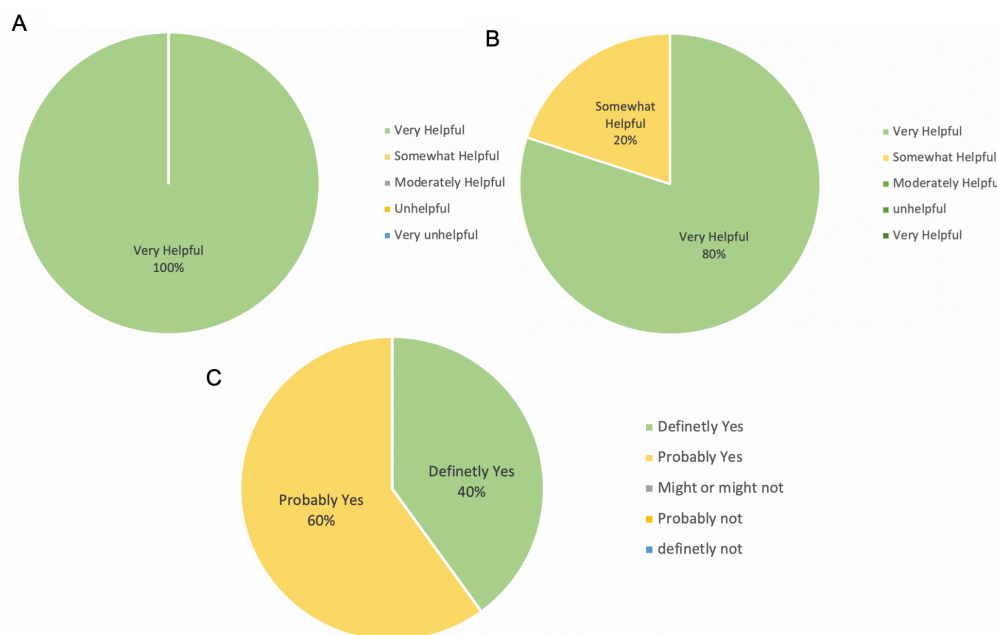 A
Very Helpful
100%
Very Helpful
Somewhat Helpful
Moderately Helpful
Unhelpful
Very unhelpful
B
Somewhat
Helpful
20%
Very Helpful
80%
Very Helpful
Somewhat Helpful
Moderately Helpfu
unhelpful
Very Helpful
C
Probably Yes
60%
Definetly Yes
40%
Definetly Yes
Probably Yes
Might or might not
Probably not
definetly not